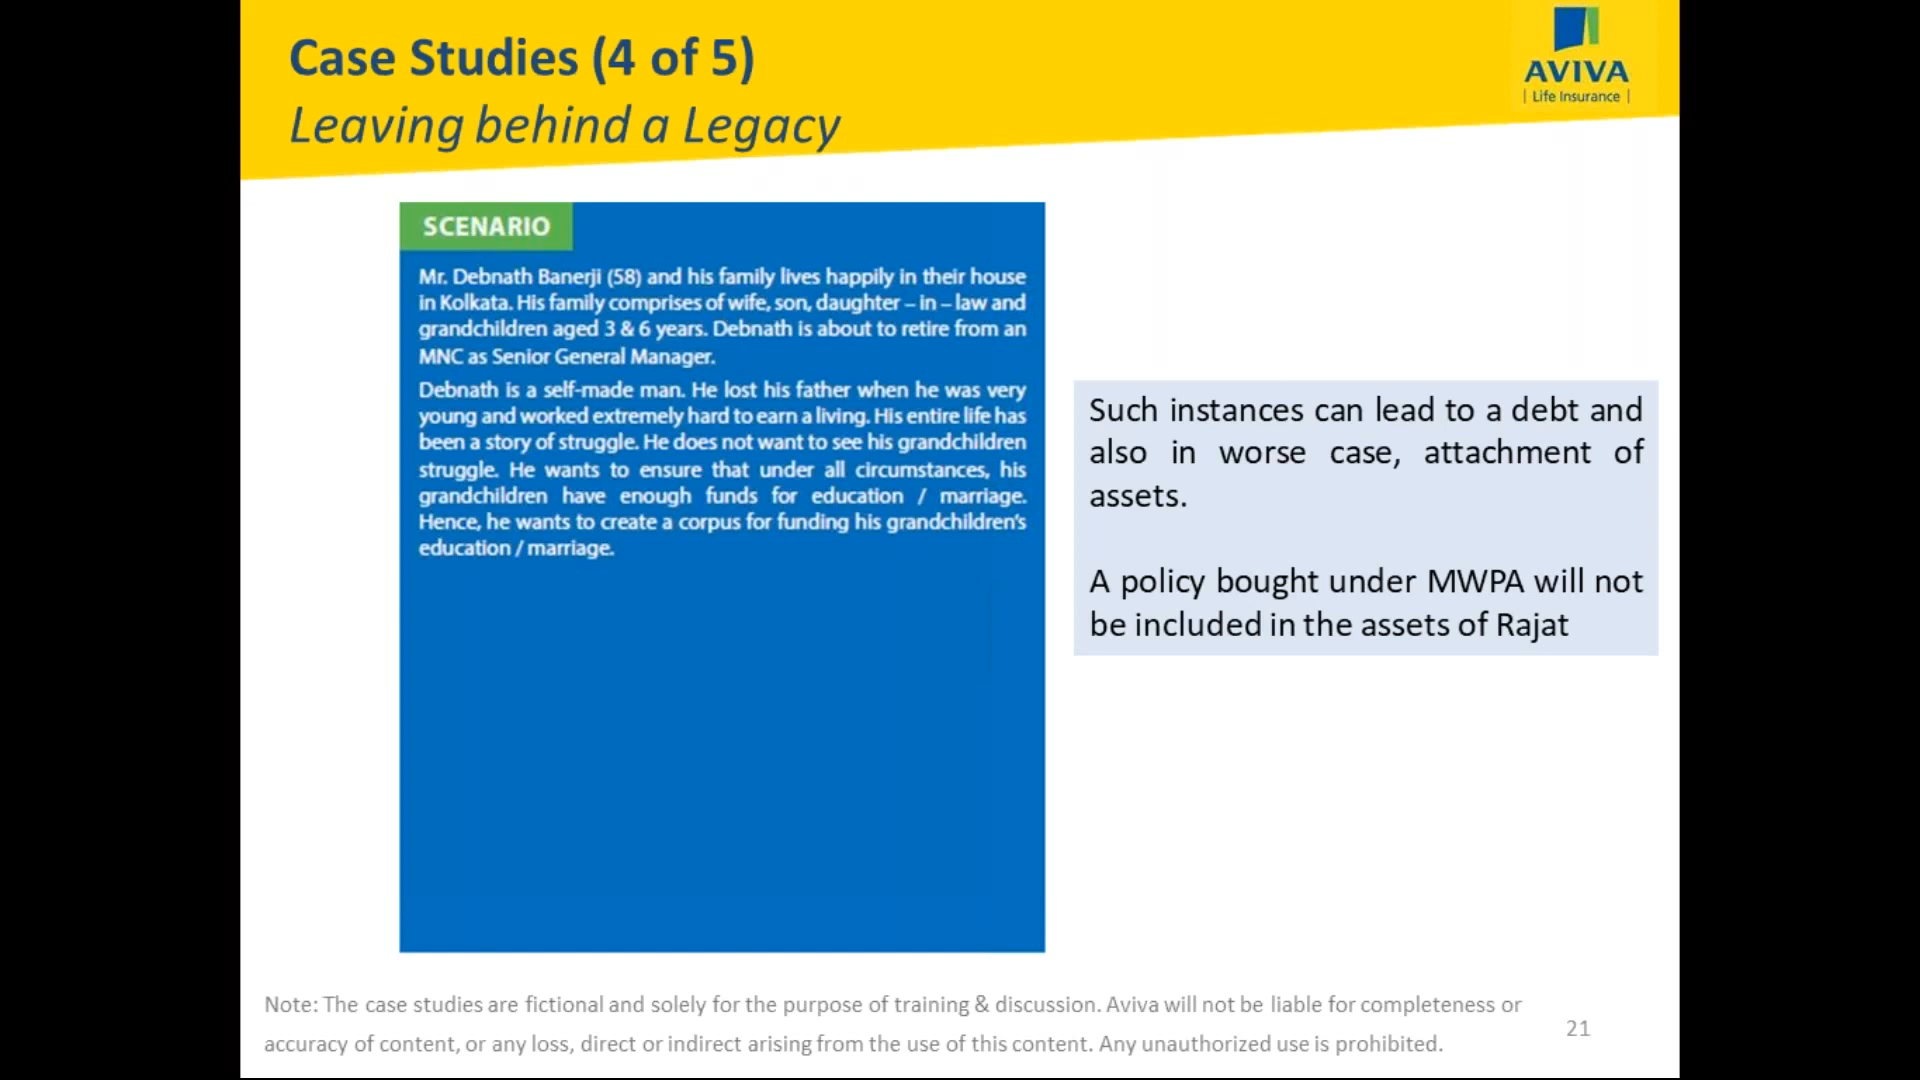 Case Studies (4 of 5)
Leaving behind a Legacy
AVIVA
| Life Insurance |
SCENARIO
Mr. Debnath Banerji (58) and his family lives happily in their house
in Kolkata. His family comprises of wife, son, daughter – in – law and
grandchildren aged 3 & 6 years. Debnath is about to retire from an
MNC as Senior General Manager.
Debnath is a self-made man. He lost his father when he was very
young and worked extremely hard to earn a living. His entire life has
been a story of struggle. He does not want to see his grandchildren
struggle. He wants to ensure that under all circumstances, his
grandchildren have enough funds for education / marriage.
Hence, he wants to create a corpus for funding his grandchildren's
education / marriage.
Such instances can lead to a debt and
also in worse case, attachment of
assets.
A policy bought under MWPA will not
be included in the assets of Rajat
Note: The case studies are fictional and solely for the purpose of training & discussion. Aviva will not be liable for completeness or
accuracy of content, or any loss, direct or indirect arising from the use of this content. Any unauthorized use is prohibited.
21